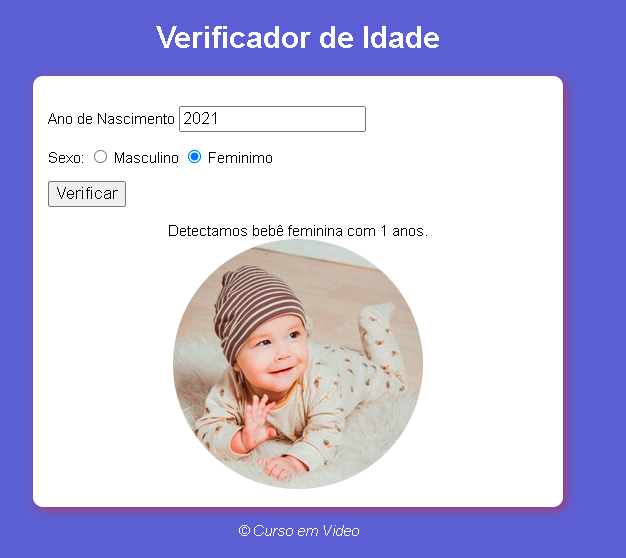 Verificador de Idade
Ano de Nascimento 2021
Sexo: Masculino Feminimo
Verificar
Detectamos bebê feminina com 1 anos.
© Curso em Video